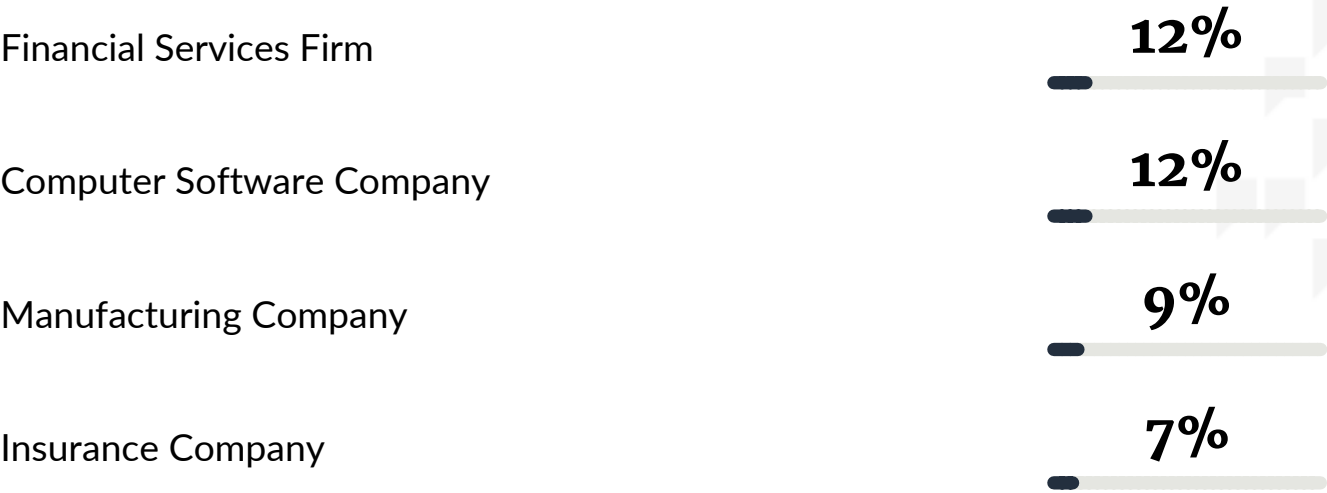 Financial Services Firm
12%
Computer Software Company
12%
Manufacturing Company
9%
Insurance Company
7%